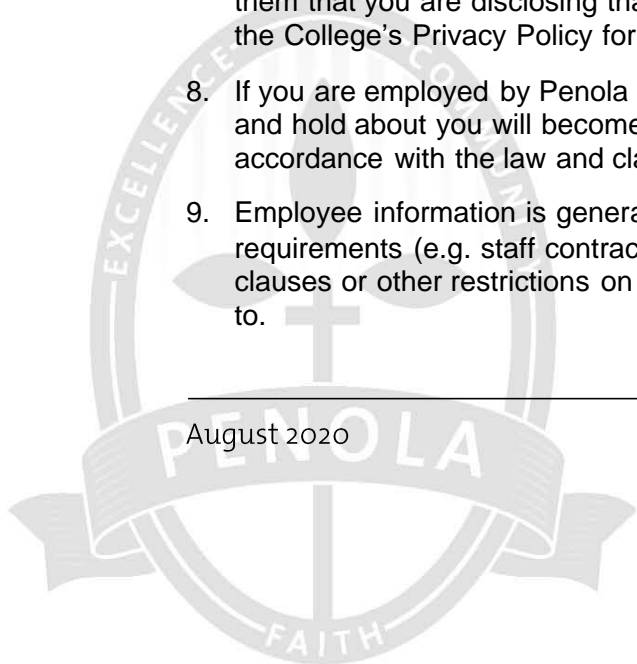 them that you are disclosing tha
the College's Privacy Policy for
8. If you are employed by Penola
and hold about you will become
accordance with the law and cla
9. Employee information is genera
requirements (e.g. staff contrac
clauses or other restrictions on
to.
August 2020
EXCELLENCE
COMMUNITY
PENOLA
FAITH